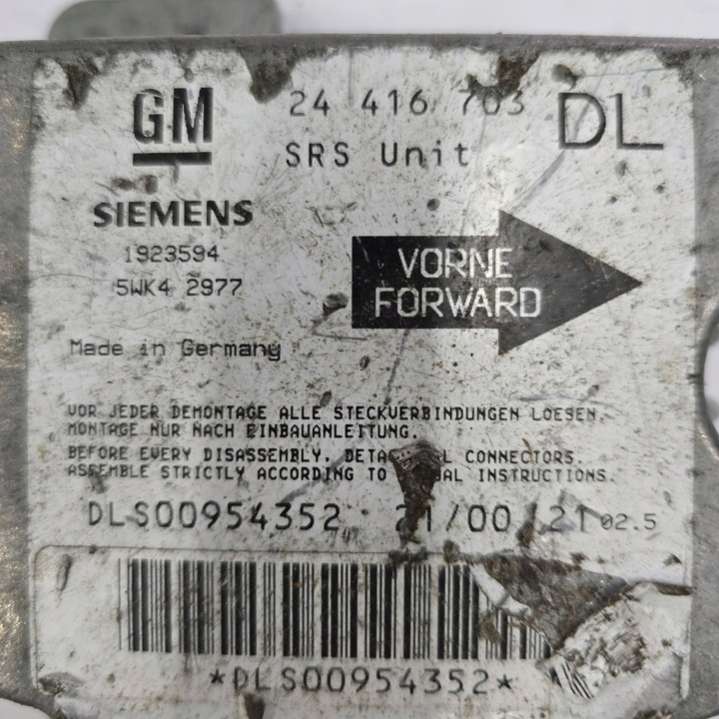 GM 24 416 703 DL
SRS Unit
SIEMENS
1923594
5WK4 2977
VORNE
FORWARD
Made in Germany
VOR JEDER DEMONTAGE ALLE STECKVERBINDUNGEN LOESEN.
MONTAGE NUR NACH EINBAUANLEITUNG.
BEFORE EVERY DISASSEMBLY, CONNECTORS.
ASSEMBLE STRICTLY ACCORDING TO INSTRUCTIONS.
DLS00954352 21/00 21 02.5
*DLS00954352*